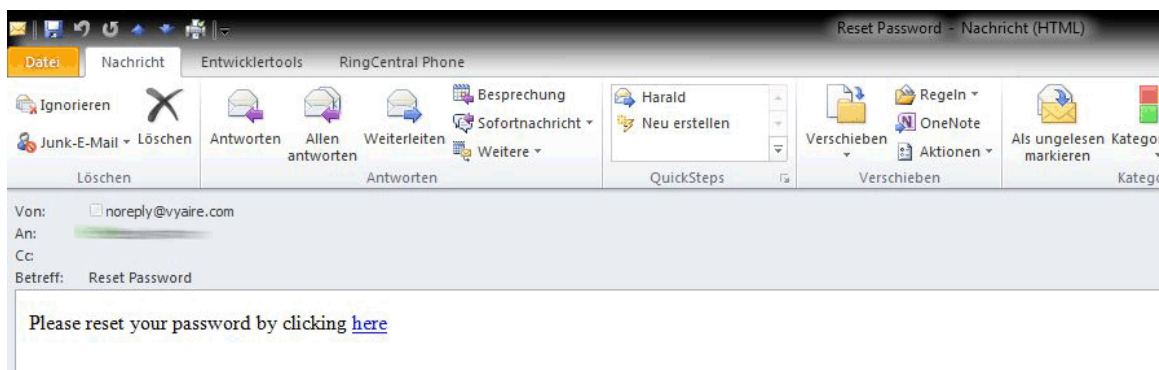 Reset Password - Nachricht (HTML)
Datei Nachricht Entwicklertools RingCentral Phone
Ignorieren
Junk-E-Mail
Löschen
Löschen
Antworten
Allen antworten
Weiterleiten
Besprechung
Sofortnachricht
Weitere
Antworten
Harald
Neu erstellen
QuickSteps
Verschieben
Regeln
OneNote
Aktionen
Verschieben
Als ungelesen
markieren
Katego
Katego
Von: noreply@vyaire.com
An:
Cc:
Betreff: Reset Password
Please reset your password by clicking here